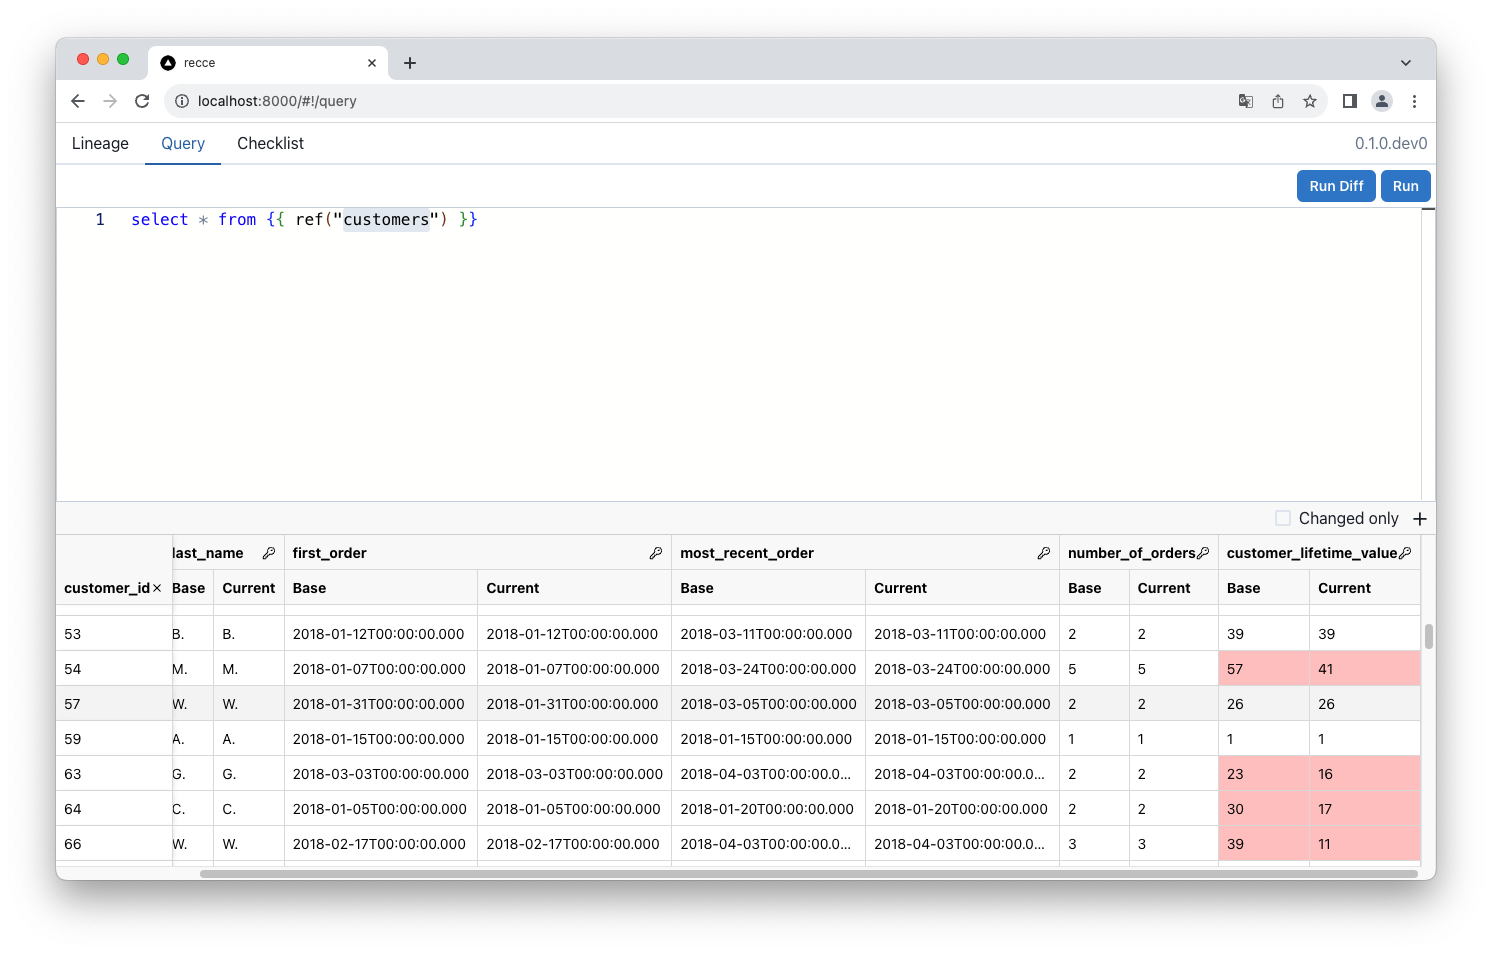 recce
localhost:8000/#!/query
Lineage Query Checklist 0.1.0.dev0
Run Diff Run
1 select * from {{ ref("customers") }}
Changed only
last_name first_order most_recent_order number_of_orders customer_lifetime_value
customer_id Base Current Base Current Base Current Base Current Base Current
53 B. B. 2018-01-12T00:00:00.000 2018-01-12T00:00:00.000 2018-03-11T00:00:00.000 2018-03-11T00:00:00.000 2 2 39 39
54 M. M. 2018-01-07T00:00:00.000 2018-01-07T00:00:00.000 2018-03-24T00:00:00.000 2018-03-24T00:00:00.000 5 5 57 41
57 W. W. 2018-01-31T00:00:00.000 2018-01-31T00:00:00.000 2018-03-05T00:00:00.000 2018-03-05T00:00:00.000 2 2 26 26
59 A. A. 2018-01-15T00:00:00.000 2018-01-15T00:00:00.000 2018-01-15T00:00:00.000 2018-01-15T00:00:00.000 1 1 1 1
63 G. G. 2018-03-03T00:00:00.000 2018-03-03T00:00:00.000 2018-04-03T00:00:00.0... 2018-04-03T00:00:00.0... 2 2 23 16
64 C. C. 2018-01-05T00:00:00.000 2018-01-05T00:00:00.000 2018-01-20T00:00:00.000 2018-01-20T00:00:00.000 2 2 30 17
66 W. W. 2018-02-17T00:00:00.000 2018-02-17T00:00:00.000 2018-04-03T00:00:00.0... 2018-04-03T00:00:00.0... 3 3 39 11